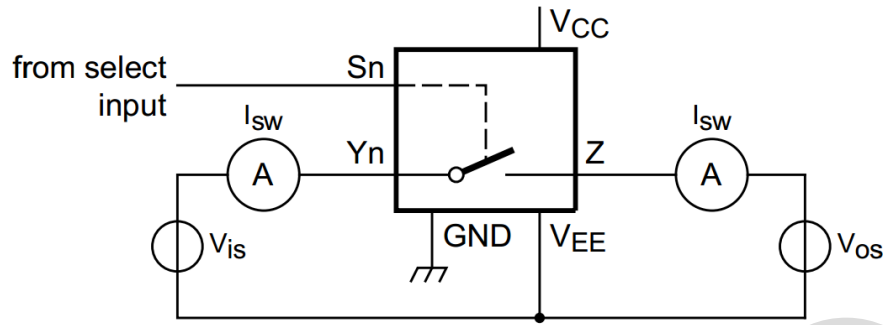 VCC
from select
input
Sn
Isw
A
Yn
Z
Isw
A
GND
VEE
Vis
Vos